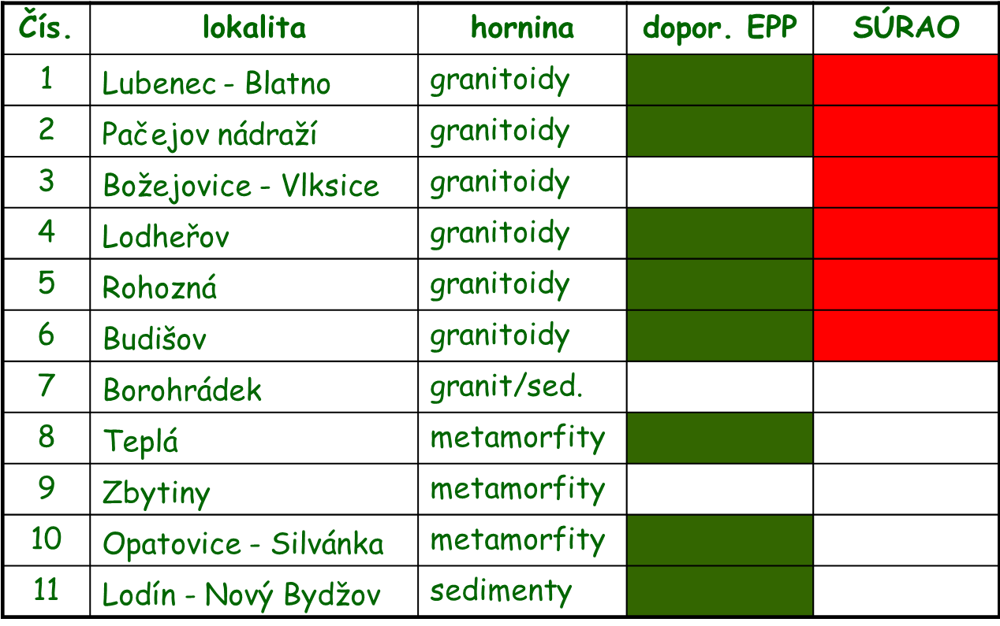 Čís. lokalita hornina dopor. EPP SÚRAO
1 Lubenec - Blatno granitoidy
2 Pačejov nádraží granitoidy
3 Božejovice - Vlksice granitoidy
4 Lodheřov granitoidy
5 Rohozná granitoidy
6 Budišov granitoidy
7 Borohrádek granit/sed.
8 Teplá metamorfity
9 Zbytiny metamorfity
10 Opatovice - Silvánka metamorfity
11 Lodín - Nový Bydžov sedimenty